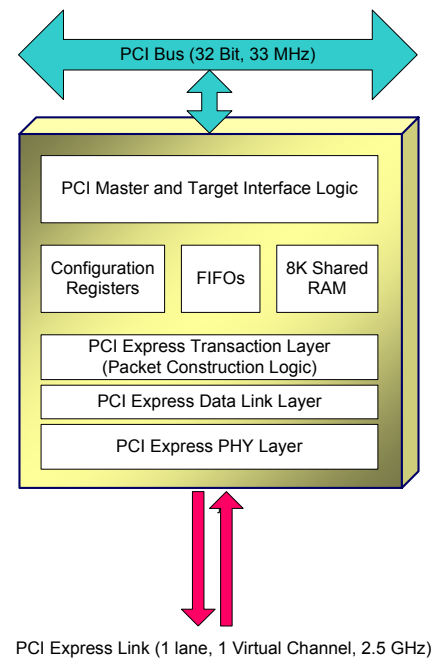 PCI Bus (32 Bit, 33 MHz)
PCI Master and Target Interface Logic
Configuration
Registers
FIFOs
8K Shared
RAM
PCI Express Transaction Layer
(Packet Construction Logic)
PCI Express Data Link Layer
PCI Express PHY Layer
PCI Express Link (1 lane, 1 Virtual Channel, 2.5 GHz)